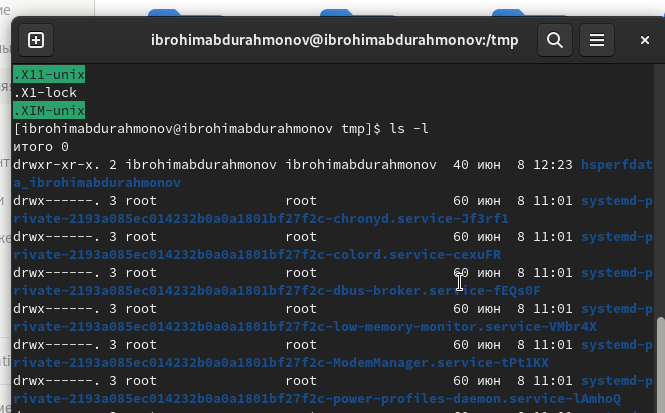 ibrohimabdurahmonov@ibrohimabdurahmonov:/tmp
.X11-unix
.X1-lock
.XIM-unix
[ibrohimabdurahmonov@ibrohimabdurahmonov tmp]$ ls -l
итого 0
drwxr-xr-x. 2 ibrohimabdurahmonov ibrohimabdurahmonov  40 июн  8 12:23 hsperfdat
a_ibrohimabdurahmonov
drwx------. 3 root                root                 60 июн  8 11:01 systemd-p
rivate-2193a085ec014232b0a0a1801bf27f2c-chronyd.service-Jf3rf1
drwx------. 3 root                root                 60 июн  8 11:01 systemd-p
rivate-2193a085ec014232b0a0a1801bf27f2c-colord.service-cexuFR
drwx------. 3 root                root                 60 июн  8 11:01 systemd-p
rivate-2193a085ec014232b0a0a1801bf27f2c-dbus-broker.service-fEQs0F
drwx------. 3 root                root                 60 июн  8 11:01 systemd-p
rivate-2193a085ec014232b0a0a1801bf27f2c-low-memory-monitor.service-VMbr4X
drwx------. 3 root                root                 60 июн  8 11:01 systemd-p
rivate-2193a085ec014232b0a0a1801bf27f2c-ModemManager.service-tPt1KX
drwx------. 3 root                root                 60 июн  8 11:01 systemd-p
rivate-2193a085ec014232b0a0a1801bf27f2c-power-profiles-daemon.service-lAmhoQ